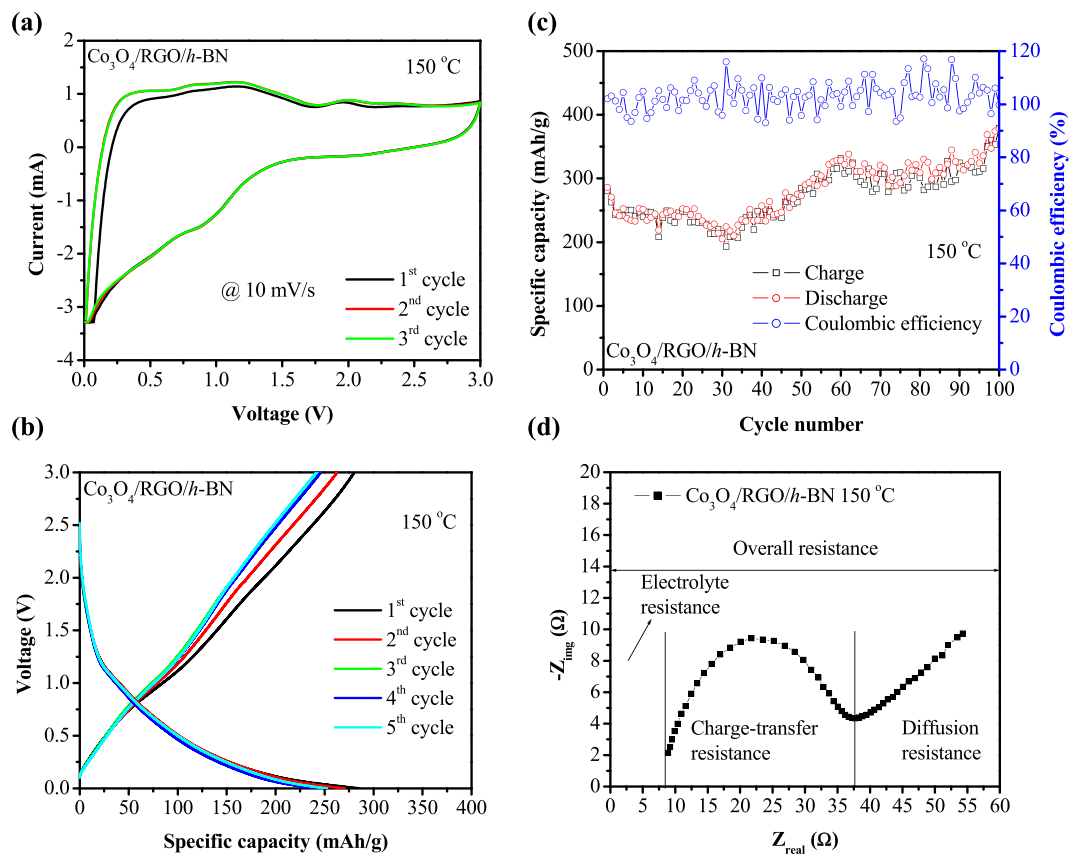 (a)
Co3O4/RGO/h-BN
150 °C
2
1
0
-1
-2
-3
-4
Current (mA)
@ 10 mV/s
1st cycle
2nd cycle
3rd cycle
0.0 0.5 1.0 1.5 2.0 2.5 3.0
Voltage (V)
(c)
500
400
300
200
100
0
Specific capacity (mAh/g)
120
100
80
60
40
20
0
Coulombic efficiency (%)
150 °C
Charge
Discharge
Coulombic efficiency
Co3O4/RGO/h-BN
0 10 20 30 40 50 60 70 80 90 100
Cycle number
(b)
Co3O4/RGO/h-BN
150 °C
3.0
2.5
2.0
1.5
1.0
0.5
0.0
Voltage (V)
1st cycle
2nd cycle
3rd cycle
4th cycle
5th cycle
0 50 100 150 200 250 300 350 400
Specific capacity (mAh/g)
(d)
20
18
16
14
12
10
8
6
4
2
0
-Zimg (Ω)
Co3O4/RGO/h-BN 150 °C
Overall resistance
Electrolyte
resistance
Charge-transfer
resistance
Diffusion
resistance
0 5 10 15 20 25 30 35 40 45 50 55 60
Zreal (Ω)